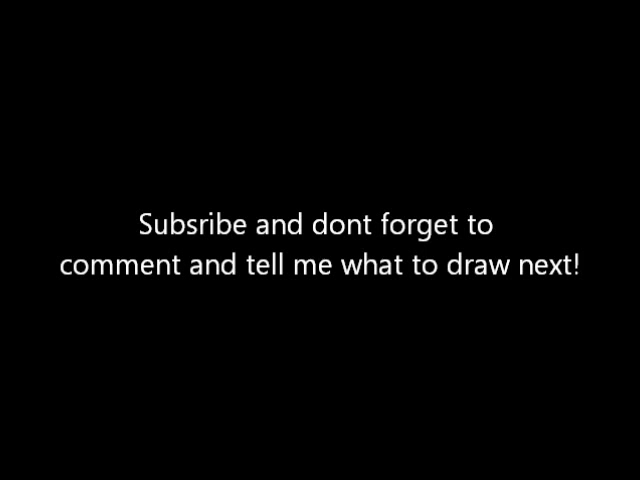 Subsribe and dont forget to
comment and tell me what to draw next!